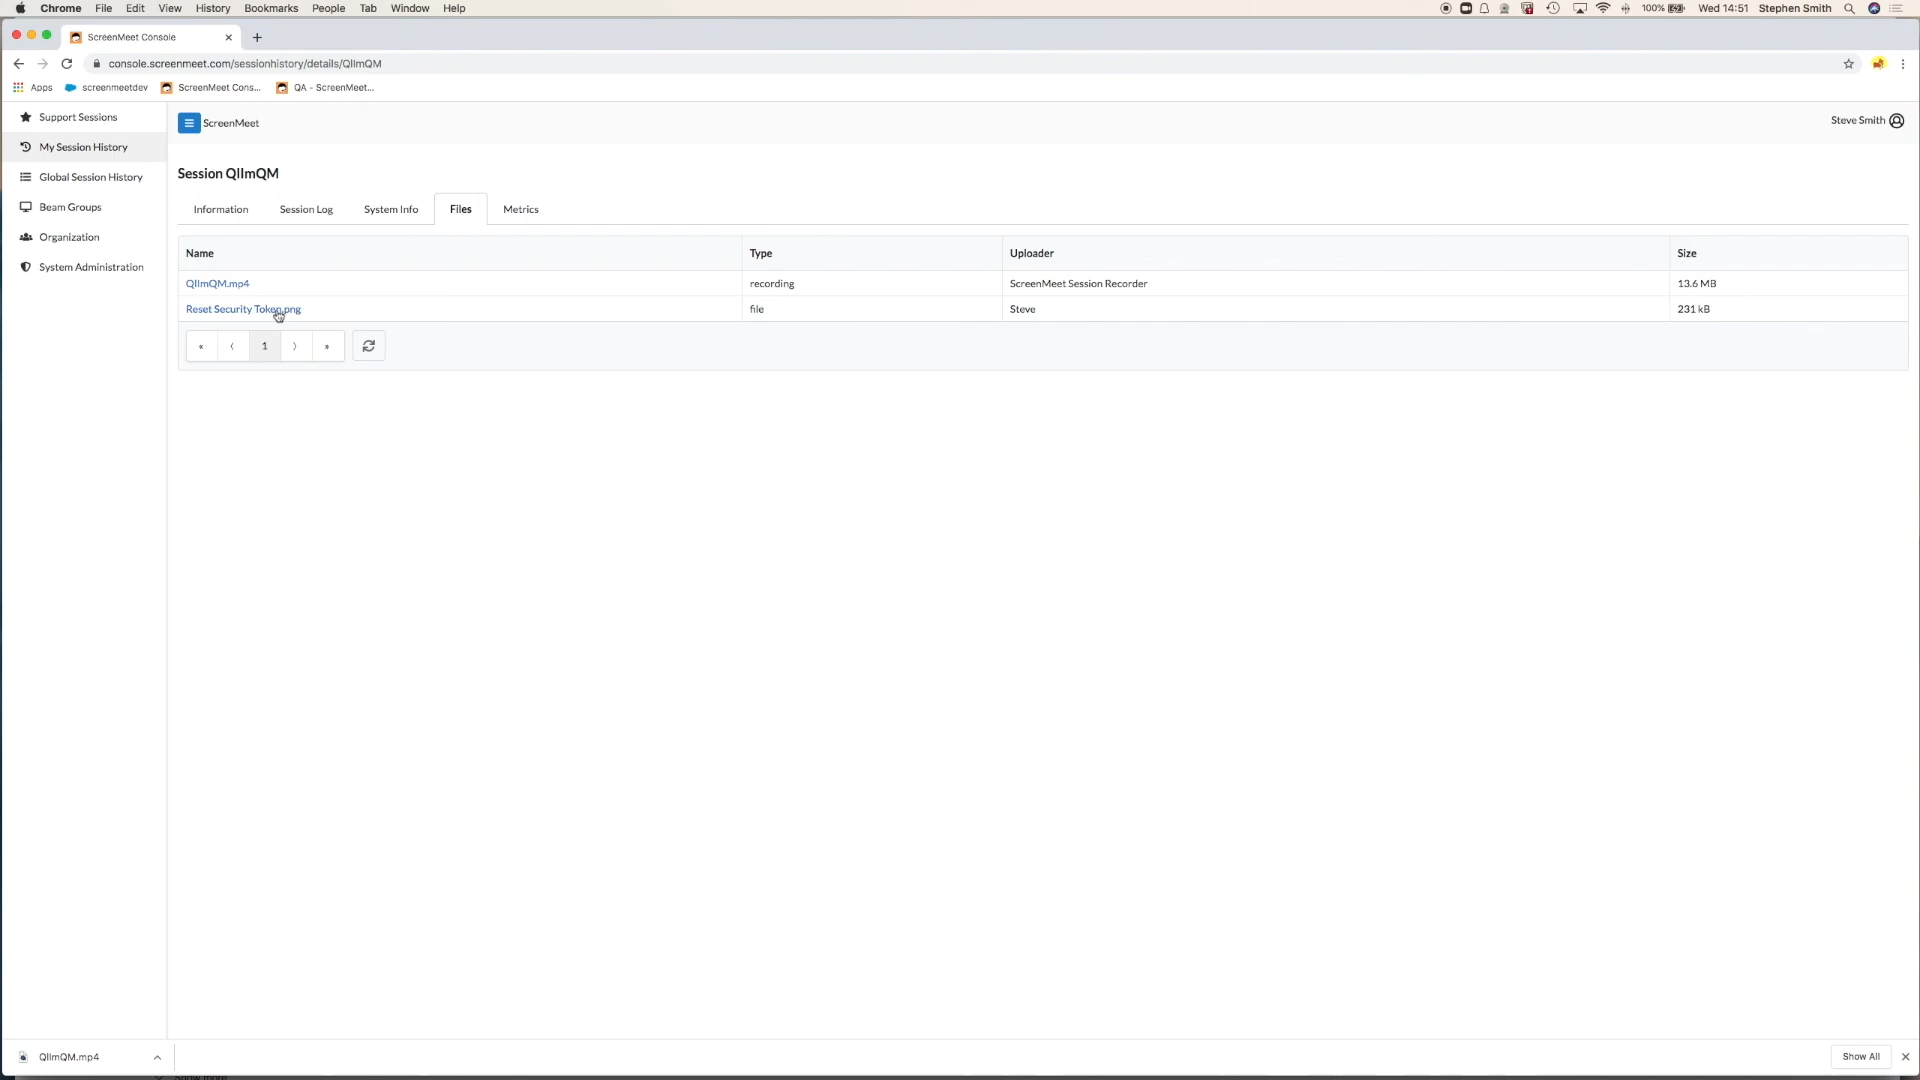 Chrome File Edit View History Bookmarks People Tab Window Help 100% Wed 14:51 Stephen Smith
ScreenMeet Console
console.screenmeet.com/sessionhistory/details/QIImQM
Apps screenmeetdev ScreenMeet Cons... QA - ScreenMeet...
Support Sessions
My Session History
Global Session History
Beam Groups
Organization
System Administration
ScreenMeet
Steve Smith
Session QIImQM
Information Session Log System Info Files Metrics
Name Type Uploader Size
QIImQM.mp4 recording ScreenMeet Session Recorder 13.6 MB
Reset Security Token.png file Steve 231 kB
« ⟨ 1 ⟩ »
QIImQM.mp4
Show All
Show more